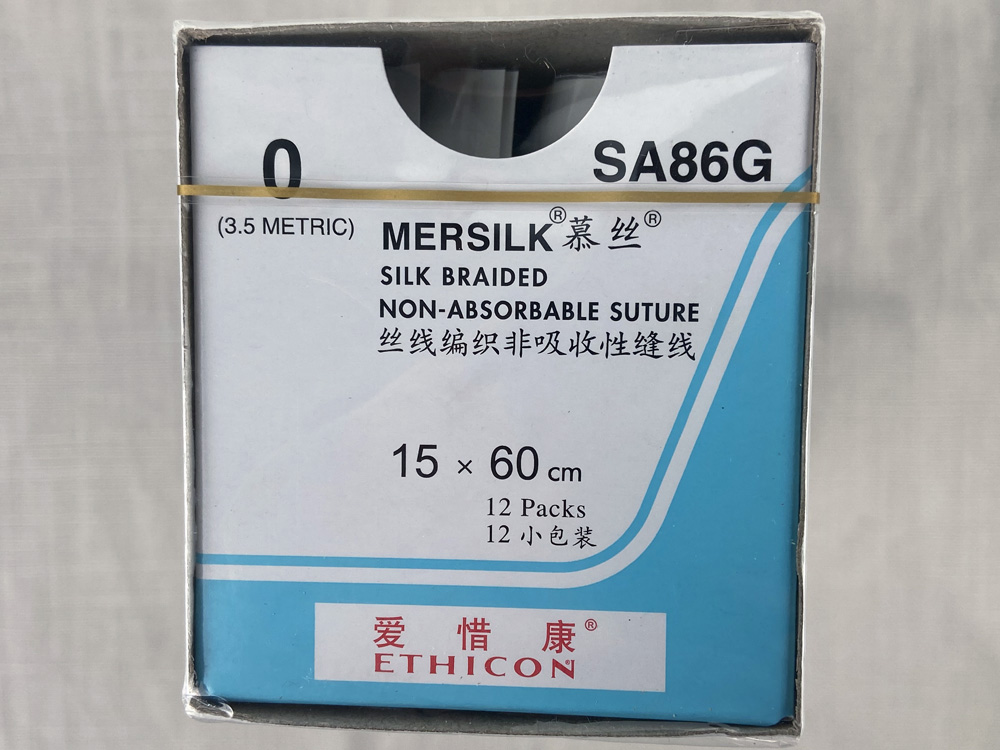 0
SA86G
(3.5 METRIC)
MERSILK® 慕丝®
SILK BRAIDED
NON-ABSORBABLE SUTURE
丝线编织非吸收性缝线
15 × 60 cm
12 Packs
12 小包装
爱惜康®
ETHICON®